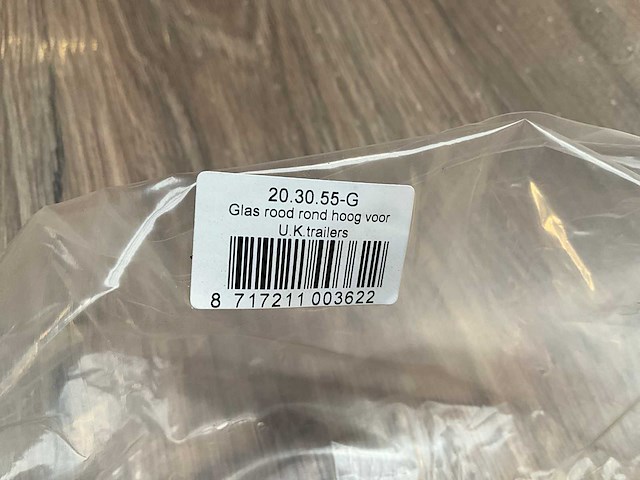 20.30.55-G
Glas rood rond hoog voor
U.K.trailers
8 717211 003622